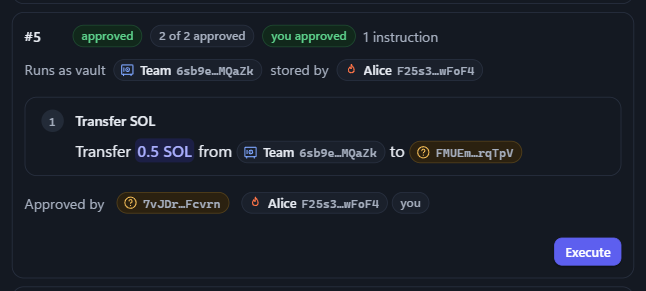 #5 approved 2 of 2 approved you approved 1 instruction
Runs as vault Team 6sb9e…MQaZk stored by Alice F25s3…wFoF4
1 Transfer SOL
Transfer 0.5 SOL from Team 6sb9e…MQaZk to FMUEm…rqTpV
Approved by 7vJDr…Fcvrn Alice F25s3…wFoF4 you
Execute